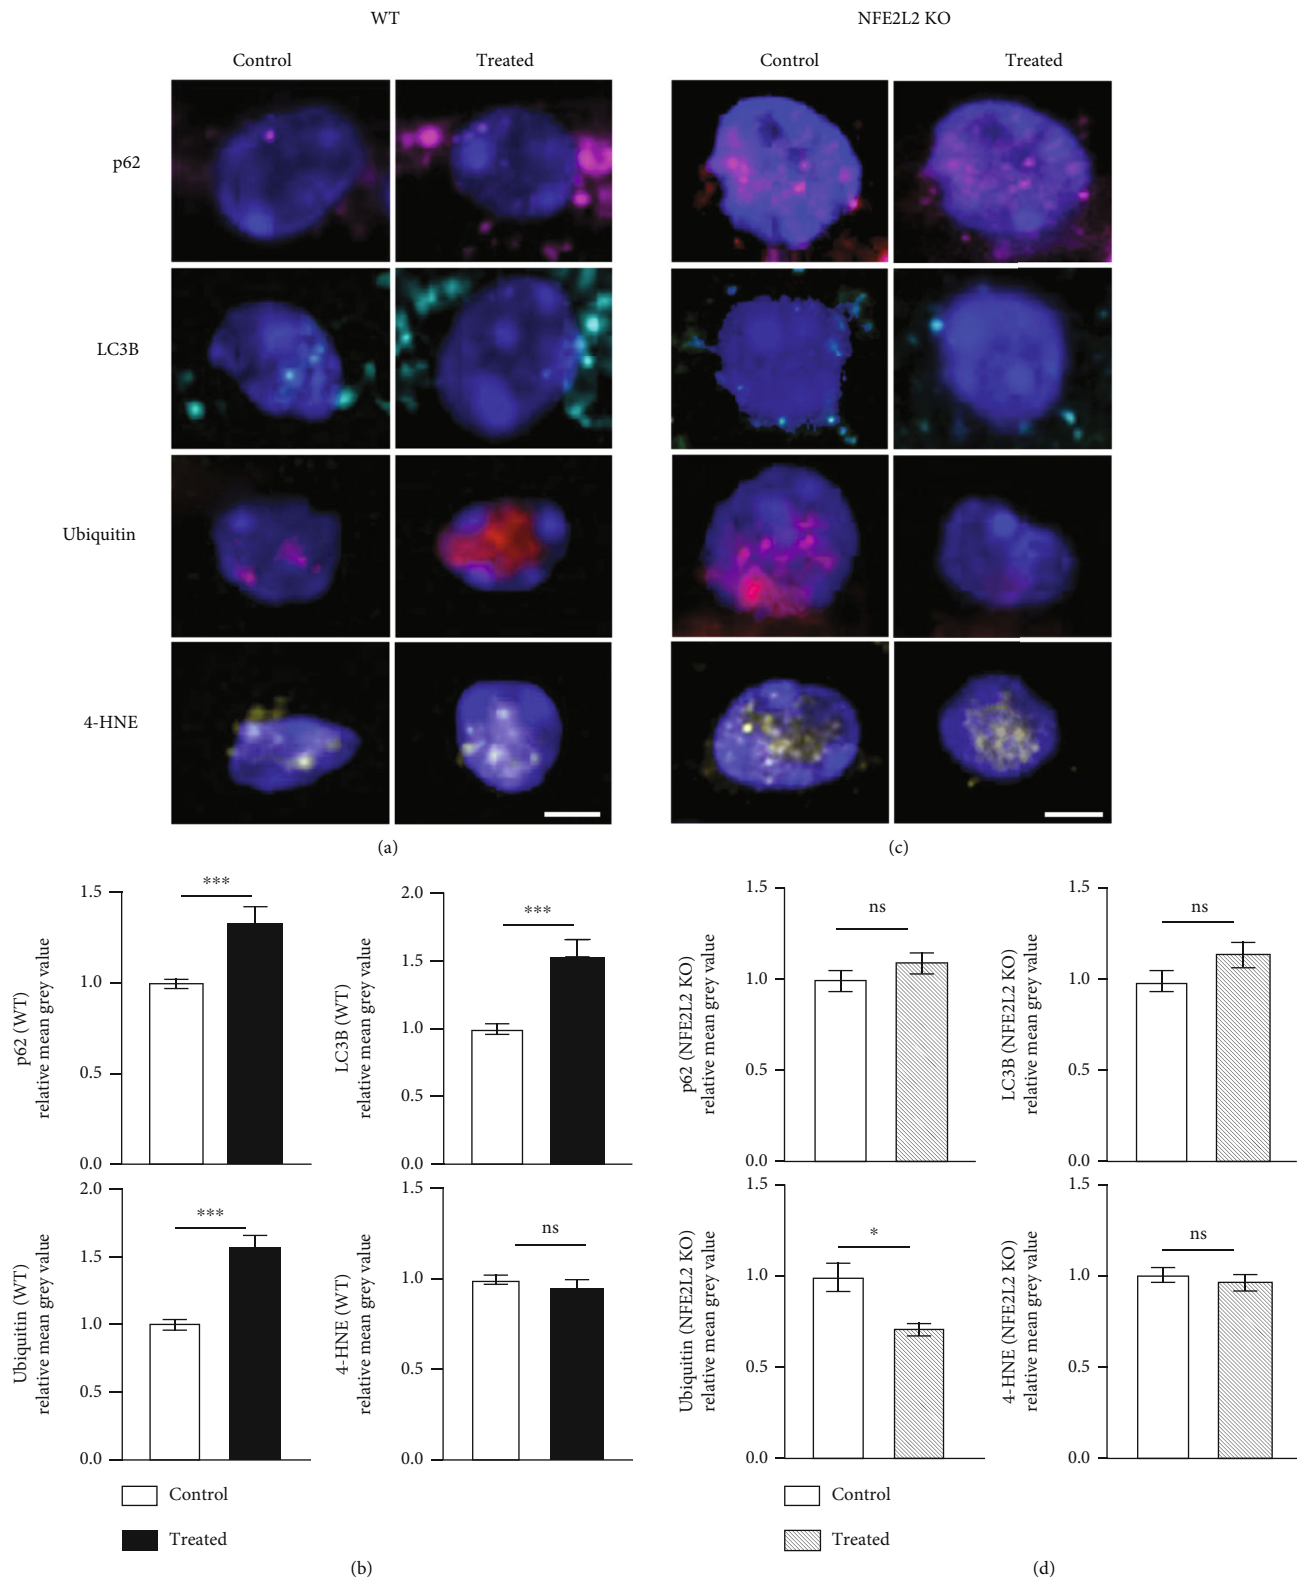 WT
NFE2L2 KO
Control
Treated
Control
Treated
p62
LC3B
Ubiquitin
4-HNE
(a)
(c)
p62 (WT)
relative mean grey value
1.5
1.0
0.5
0.0
***
LC3B (WT)
relative mean grey value
2.0
1.5
1.0
0.5
0.0
***
p62 (NFE2L2 KO)
relative mean grey value
1.5
1.0
0.5
0.0
ns
LC3B (NFE2L2 KO)
relative mean grey value
1.5
1.0
0.5
0.0
ns
Ubiquitin (WT)
relative mean grey value
2.0
1.5
1.0
0.5
0.0
***
4-HNE (WT)
relative mean grey value
1.5
1.0
0.5
0.0
ns
Ubiquitin (NFE2L2 KO)
relative mean grey value
1.5
1.0
0.5
0.0
*
4-HNE (NFE2L2 KO)
relative mean grey value
1.5
1.0
0.5
0.0
ns
Control
Treated
Control
Treated
(b)
(d)